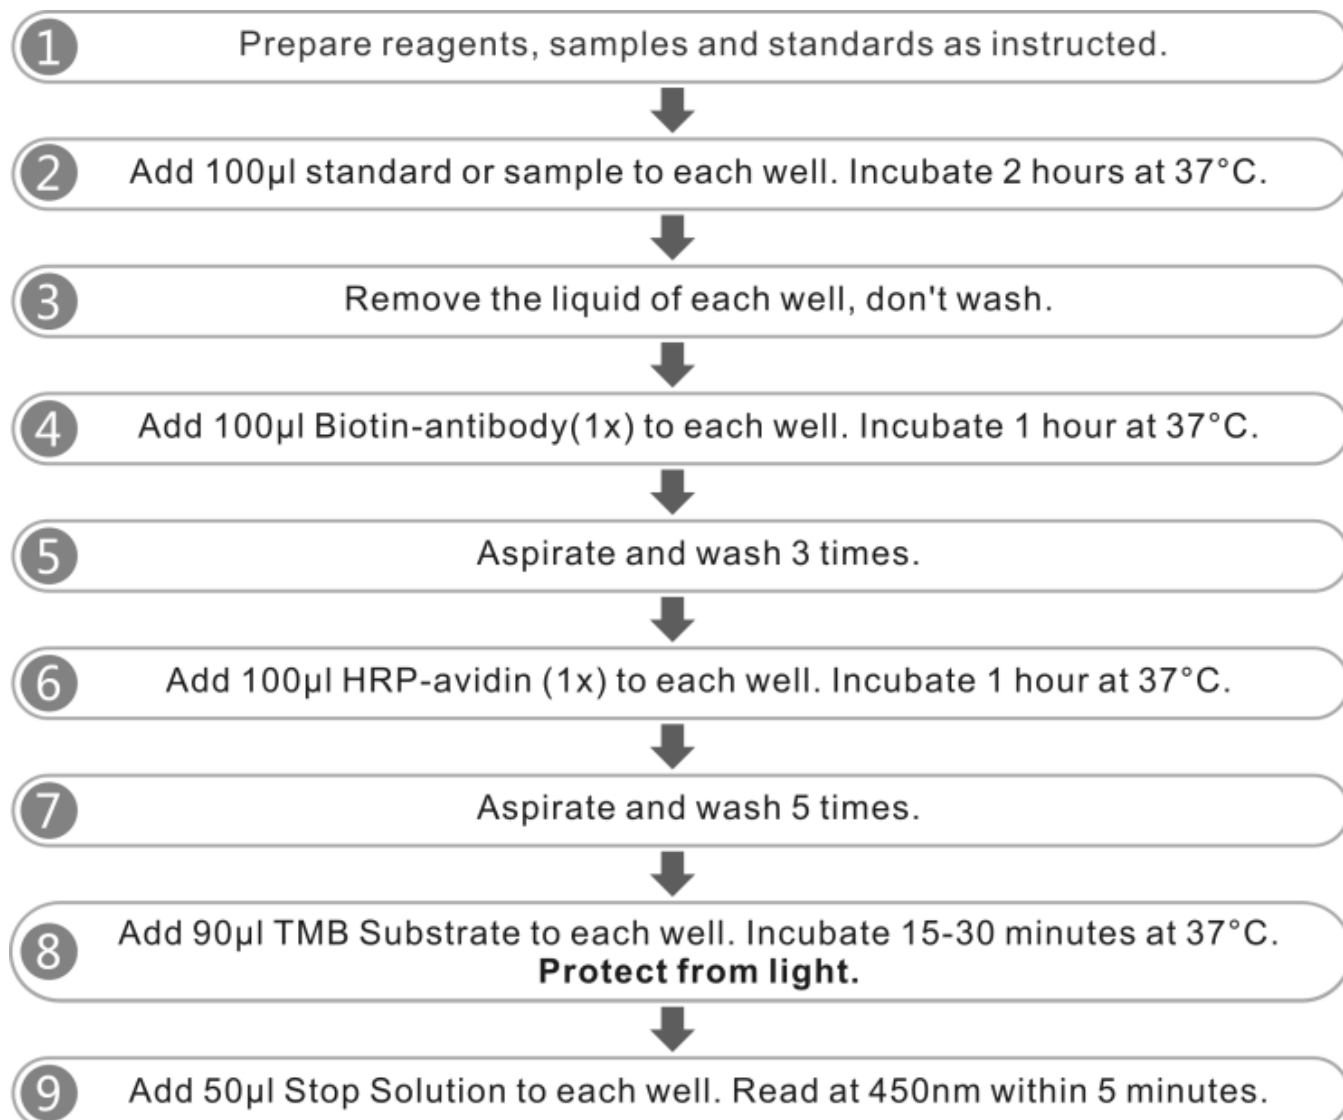 1 Prepare reagents, samples and standards as instructed.
2 Add 100µl standard or sample to each well. Incubate 2 hours at 37°C.
3 Remove the liquid of each well, don't wash.
4 Add 100µl Biotin-antibody(1x) to each well. Incubate 1 hour at 37°C.
5 Aspirate and wash 3 times.
6 Add 100µl HRP-avidin (1x) to each well. Incubate 1 hour at 37°C.
7 Aspirate and wash 5 times.
8 Add 90µl TMB Substrate to each well. Incubate 15-30 minutes at 37°C.
Protect from light.
9 Add 50µl Stop Solution to each well. Read at 450nm within 5 minutes.